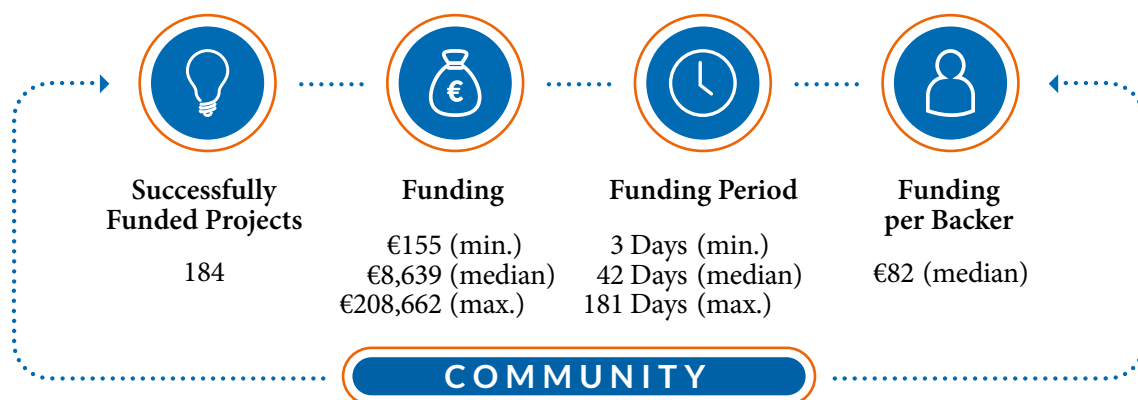 €
Successfully
Funded Projects
184
Funding
€155 (min.)
€8,639 (median)
€208,662 (max.)
Funding Period
3 Days (min.)
42 Days (median)
181 Days (max.)
Funding
per Backer
€82 (median)
COMMUNITY